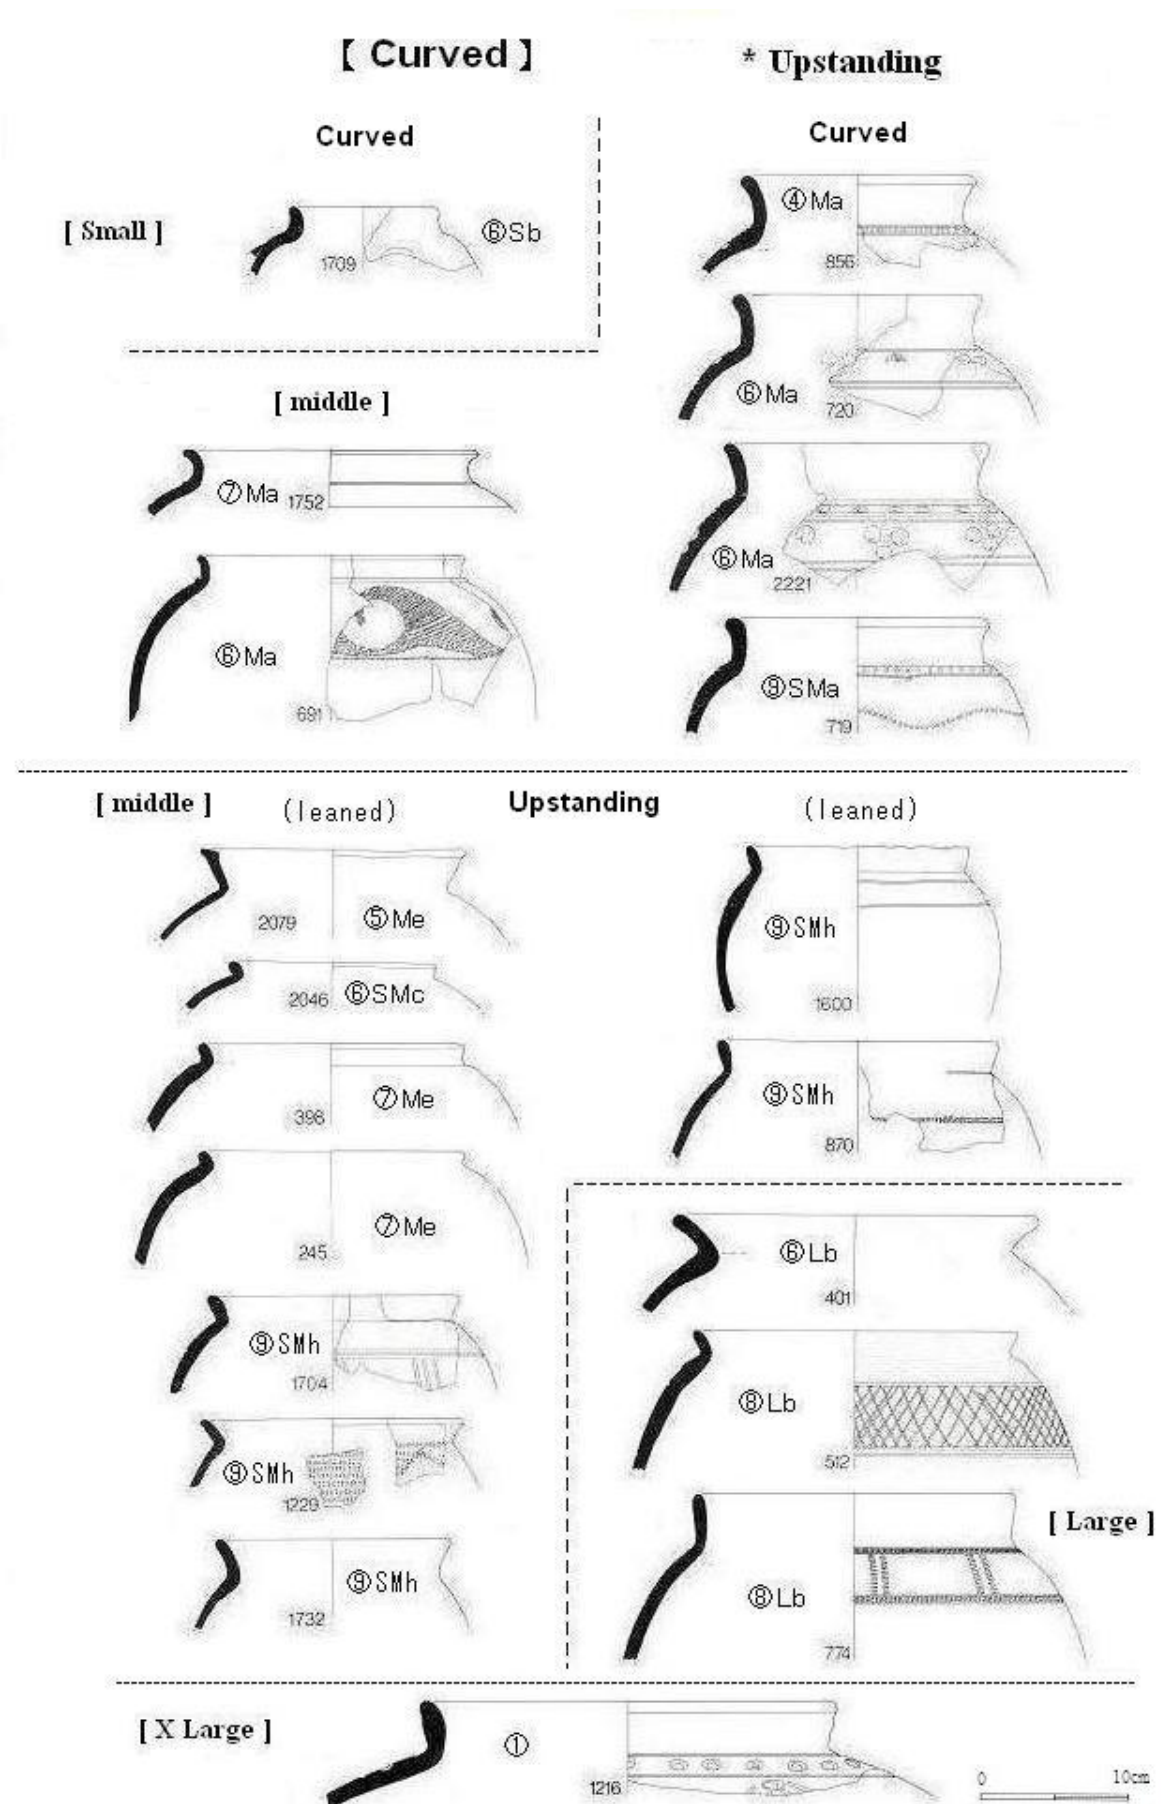 【 Curved 】
* Upstanding
Curved
Curved
[ Small ]
⑥Sb
1709
④Ma
856
⑥Ma
720
[ middle ]
⑦Ma
1752
⑥Ma
2221
⑥Ma
691
⑨SMa
719
[ middle ]
(leaned)
Upstanding
(leaned)
2079
⑤Me
2046
⑥SMc
396
⑦Me
245
⑦Me
⑨SMh
1704
⑨SMh
1229
⑨SMh
1732
⑨SMh
1600
⑨SMh
870
⑥Lb
401
⑧Lb
512
[ Large ]
⑧Lb
774
[ X Large ]
①
1216
0 10cm